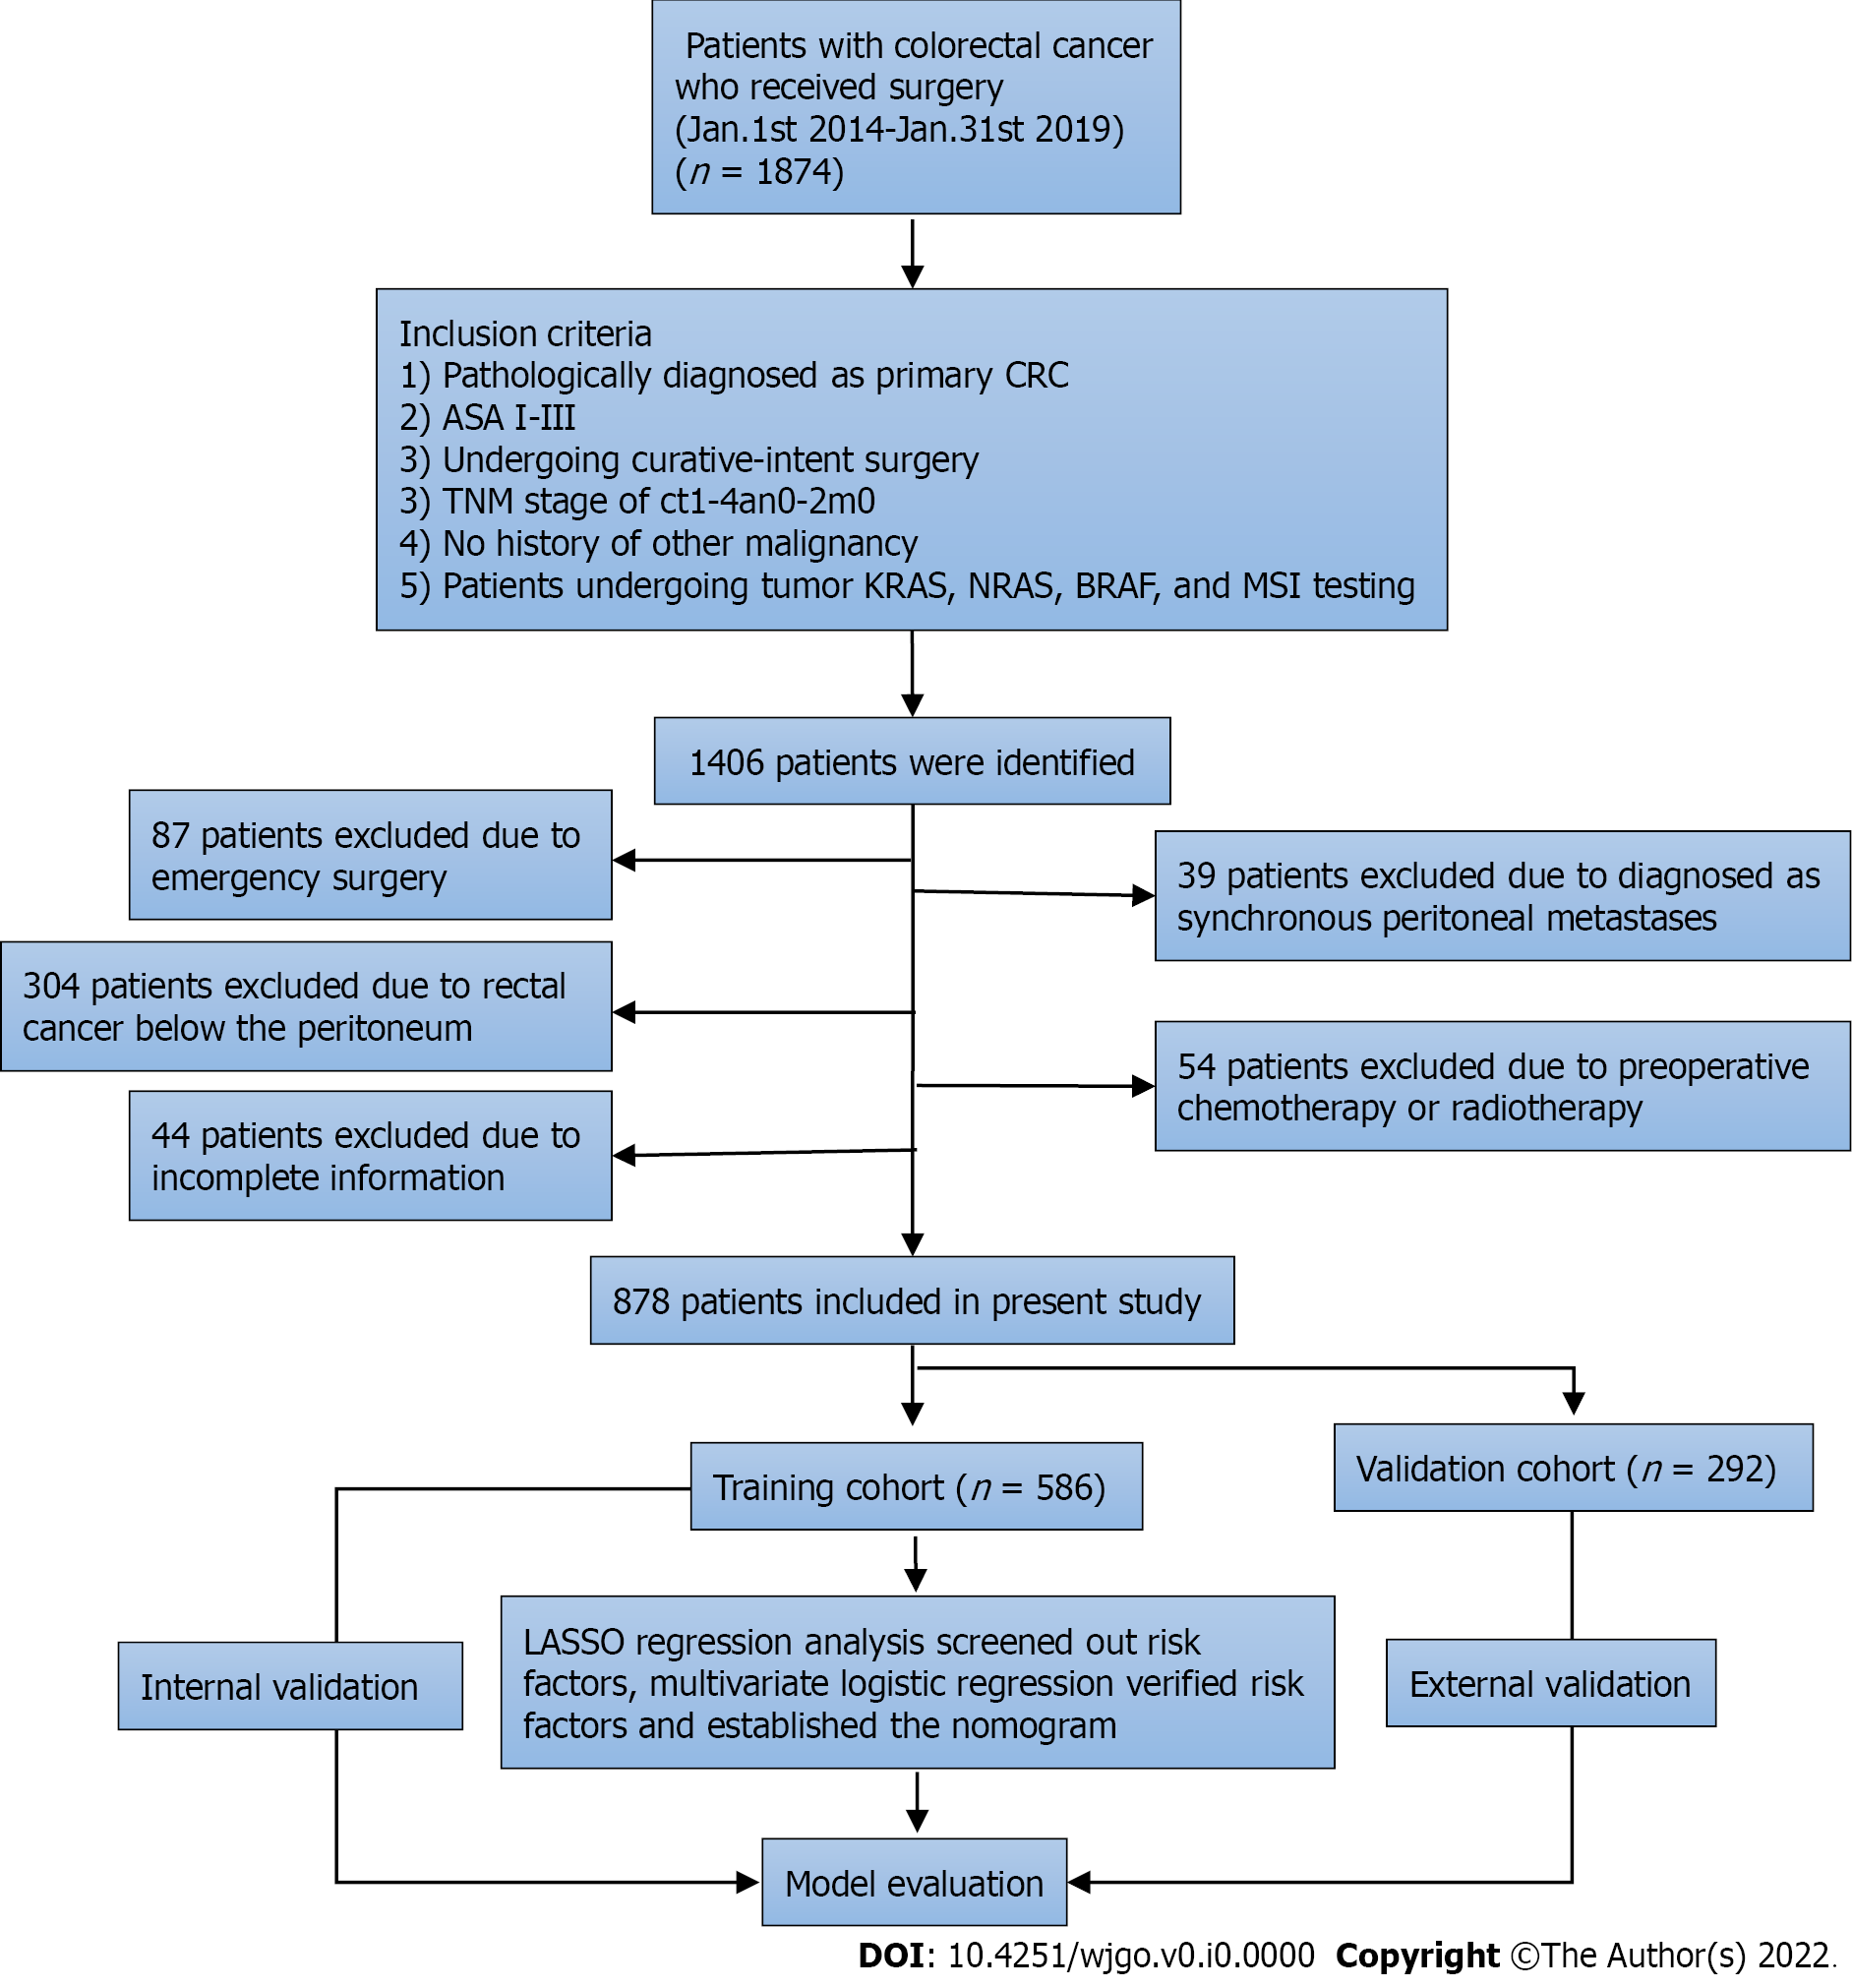 Patients with colorectal cancer
who received surgery
(Jan.1st 2014-Jan.31st 2019)
(n = 1874)
Inclusion criteria
1) Pathologically diagnosed as primary CRC
2) ASA I-III
3) Undergoing curative-intent surgery
3) TNM stage of ct1-4an0-2m0
4) No history of other malignancy
5) Patients undergoing tumor KRAS, NRAS, BRAF, and MSI testing
1406 patients were identified
87 patients excluded due to
emergency surgery
39 patients excluded due to diagnosed as
synchronous peritoneal metastases
304 patients excluded due to rectal
cancer below the peritoneum
54 patients excluded due to preoperative
chemotherapy or radiotherapy
44 patients excluded due to
incomplete information
878 patients included in present study
Training cohort (n = 586)
Validation cohort (n = 292)
LASSO regression analysis screened out risk
factors, multivariate logistic regression verified risk
factors and established the nomogram
Internal validation
External validation
Model evaluation
DOI: 10.4251/wjgo.v0.i0.0000 Copyright ©The Author(s) 2022.